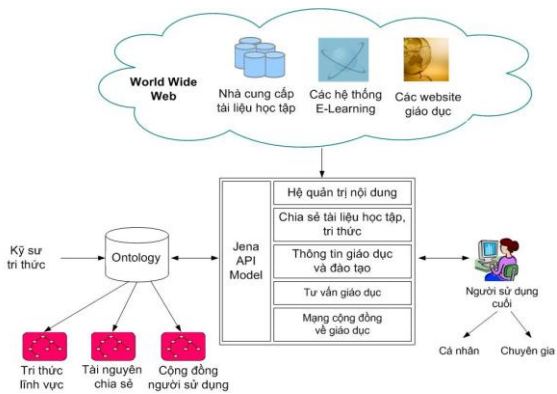 World Wide
Web
Nhà cung cấp
tài liệu học tập
Các hệ thống
E-Learning
Các website
giáo dục
Kỹ sư
tri thức
Ontology
Jena
API
Model
Hệ quản trị nội dung
Chia sẻ tài liệu học tập,
tri thức
Thông tin giáo dục
và đào tạo
Tư vấn giáo dục
Mạng cộng đồng
về giáo dục
Người sử dụng
cuối
Cá nhân
Chuyên gia
Tri thức
lĩnh vực
Tài nguyên
chia sẻ
Cộng đồng
người sử dụng